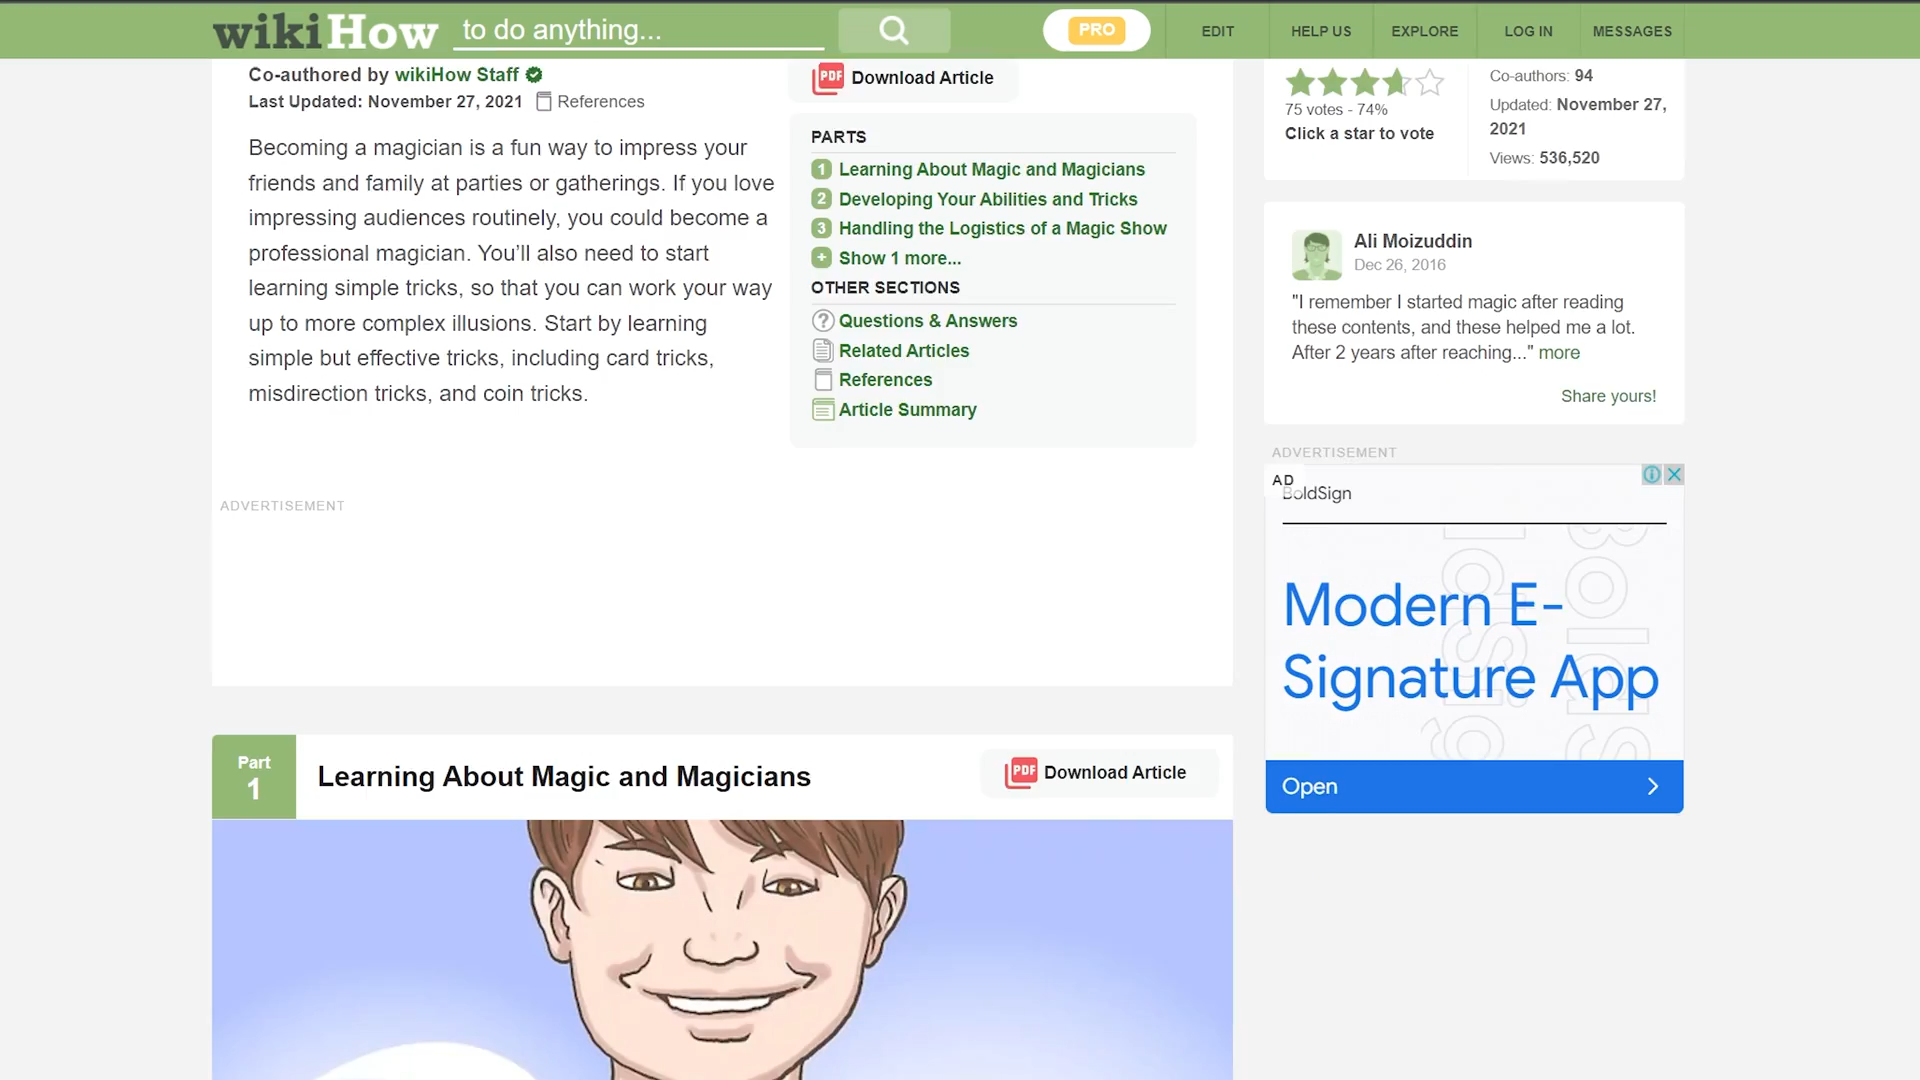 wikiHow to do anything...
PRO
EDIT
HELP US
EXPLORE
LOG IN
MESSAGES
Co-authored by wikiHow Staff
Last Updated: November 27, 2021 References
Becoming a magician is a fun way to impress your
friends and family at parties or gatherings. If you love
impressing audiences routinely, you could become a
professional magician. You’ll also need to start
learning simple tricks, so that you can work your way
up to more complex illusions. Start by learning
simple but effective tricks, including card tricks,
misdirection tricks, and coin tricks.
PDF Download Article
PARTS
1 Learning About Magic and Magicians
2 Developing Your Abilities and Tricks
3 Handling the Logistics of a Magic Show
+ Show 1 more...
OTHER SECTIONS
? Questions & Answers
Related Articles
References
Article Summary
ADVERTISEMENT
Part
1
Learning About Magic and Magicians
PDF Download Article
75 votes - 74%
Click a star to vote
Co-authors: 94
Updated: November 27,
2021
Views: 536,520
Ali Moizuddin
Dec 26, 2016
"I remember I started magic after reading
these contents, and these helped me a lot.
After 2 years after reaching..." more
Share yours!
ADVERTISEMENT
AD
BoldSign
Modern E-
Signature App
Open